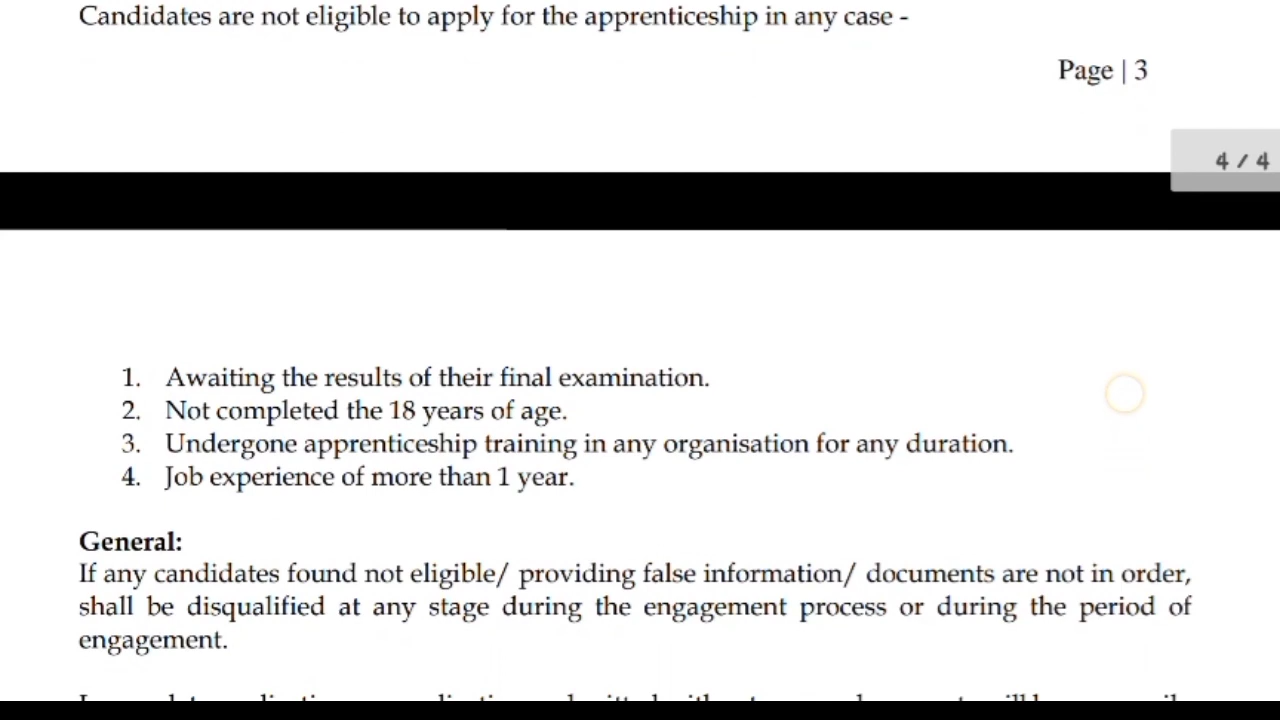 Candidates are not eligible to apply for the apprenticeship in any case -
Page | 3
4 / 4
1. Awaiting the results of their final examination.
2. Not completed the 18 years of age.
3. Undergone apprenticeship training in any organisation for any duration.
4. Job experience of more than 1 year.
General:
If any candidates found not eligible/ providing false information/ documents are not in order,
shall be disqualified at any stage during the engagement process or during the period of
engagement.